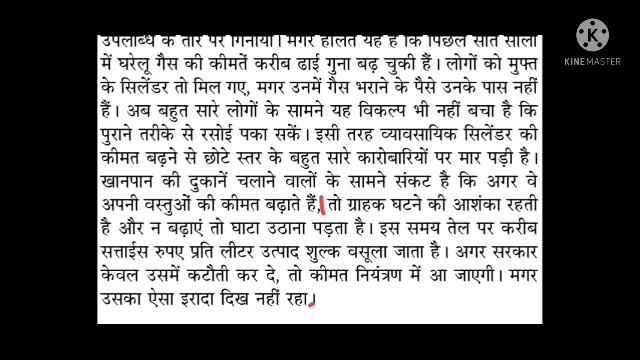 उपलब्धि के तौर पर गिनाया। मगर हालत यह है कि पिछले सात सालों
में घरेलू गैस की कीमतें करीब ढाई गुना बढ़ चुकी हैं। लोगों को मुफ्त
के सिलेंडर तो मिल गए, मगर उनमें गैस भराने के पैसे उनके पास नहीं
हैं। अब बहुत सारे लोगों के सामने यह विकल्प भी नहीं बचा है कि
पुराने तरीके से रसोई पका सकें। इसी तरह व्यावसायिक सिलेंडर की
कीमत बढ़ने से छोटे स्तर के बहुत सारे कारोबारियों पर मार पड़ी है।
खानपान की दुकानें चलाने वालों के सामने संकट है कि अगर वे
अपनी वस्तुओं की कीमत बढ़ाते हैं, तो ग्राहक घटने की आशंका रहती
है और न बढ़ाएं तो घाटा उठाना पड़ता है। इस समय तेल पर करीब
सत्ताईस रुपए प्रति लीटर उत्पाद शुल्क वसूला जाता है। अगर सरकार
केवल उसमें कटौती कर दे, तो कीमत नियंत्रण में आ जाएगी। मगर
उसका ऐसा इरादा दिख नहीं रहा।
KINEMASTER